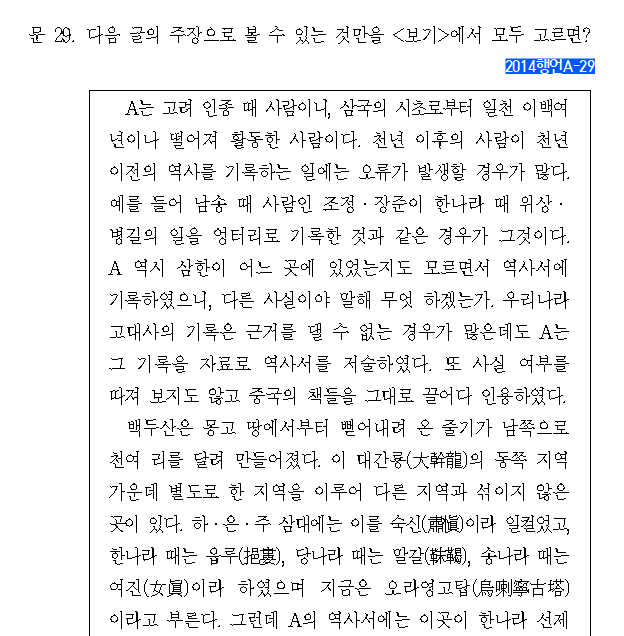 문 29. 다음 글의 주장으로 볼 수 있는 것만을 <보기>에서 모두 고르면?
2014행언A-29
A는 고려 인종 때 사람이니, 삼국의 시초로부터 일천 이백여
년이나 떨어져 활동한 사람이다. 천년 이후의 사람이 천년
이전의 역사를 기록하는 일에는 오류가 발생할 경우가 많다.
예를 들어 남송 때 사람인 조정·장준이 한나라 때 위상·
병길의 일을 엉터리로 기록한 것과 같은 경우가 그것이다.
A 역시 삼한이 어느 곳에 있었는지도 모르면서 역사서에
기록하였으니, 다른 사실이야 말해 무엇 하겠는가. 우리나라
고대사의 기록은 근거를 댈 수 없는 경우가 많은데도 A는
그 기록을 자료로 역사서를 저술하였다. 또 사실 여부를
따져 보지도 않고 중국의 책들을 그대로 끌어다 인용하였다.
백두산은 몽고 땅에서부터 뻗어내려 온 줄기가 남쪽으로
천여 리를 달려 만들어졌다. 이 대간룡(大幹龍)의 동쪽 지역
가운데 별도로 한 지역을 이루어 다른 지역과 섞이지 않은
곳이 있다. 하·은·주 삼대에는 이를 숙신(肅愼)이라 일컬었고,
한나라 때는 읍루(挹婁), 당나라 때는 말갈(靺鞨), 송나라 때는
여진(女眞)이라 하였으며 지금은 오라영고탑(烏喇寧古塔)
이라고 부른다. 그런데 A의 역사서에는 이곳이 한나라 선제